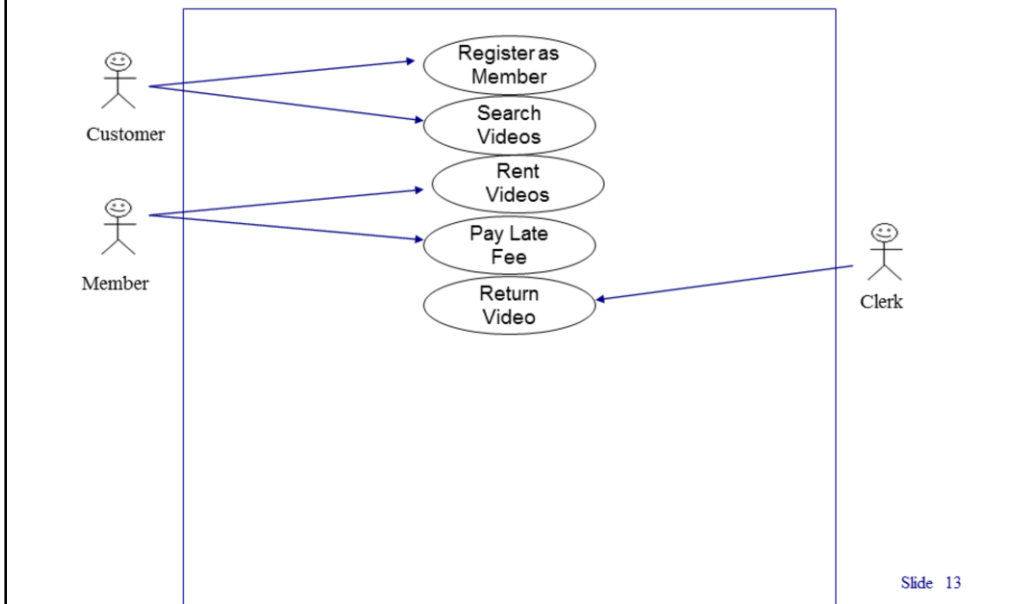 Register as
Member
Search
Videos
Customer
Rent
Videos
Pay Late
Fee
Member
Return
Video
Clerk
Slide 13